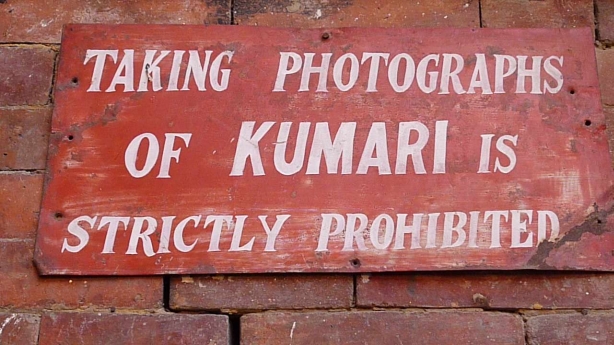 TAKING PHOTOGRAPHS
OF KUMARI IS
STRICTLY PROHIBITED